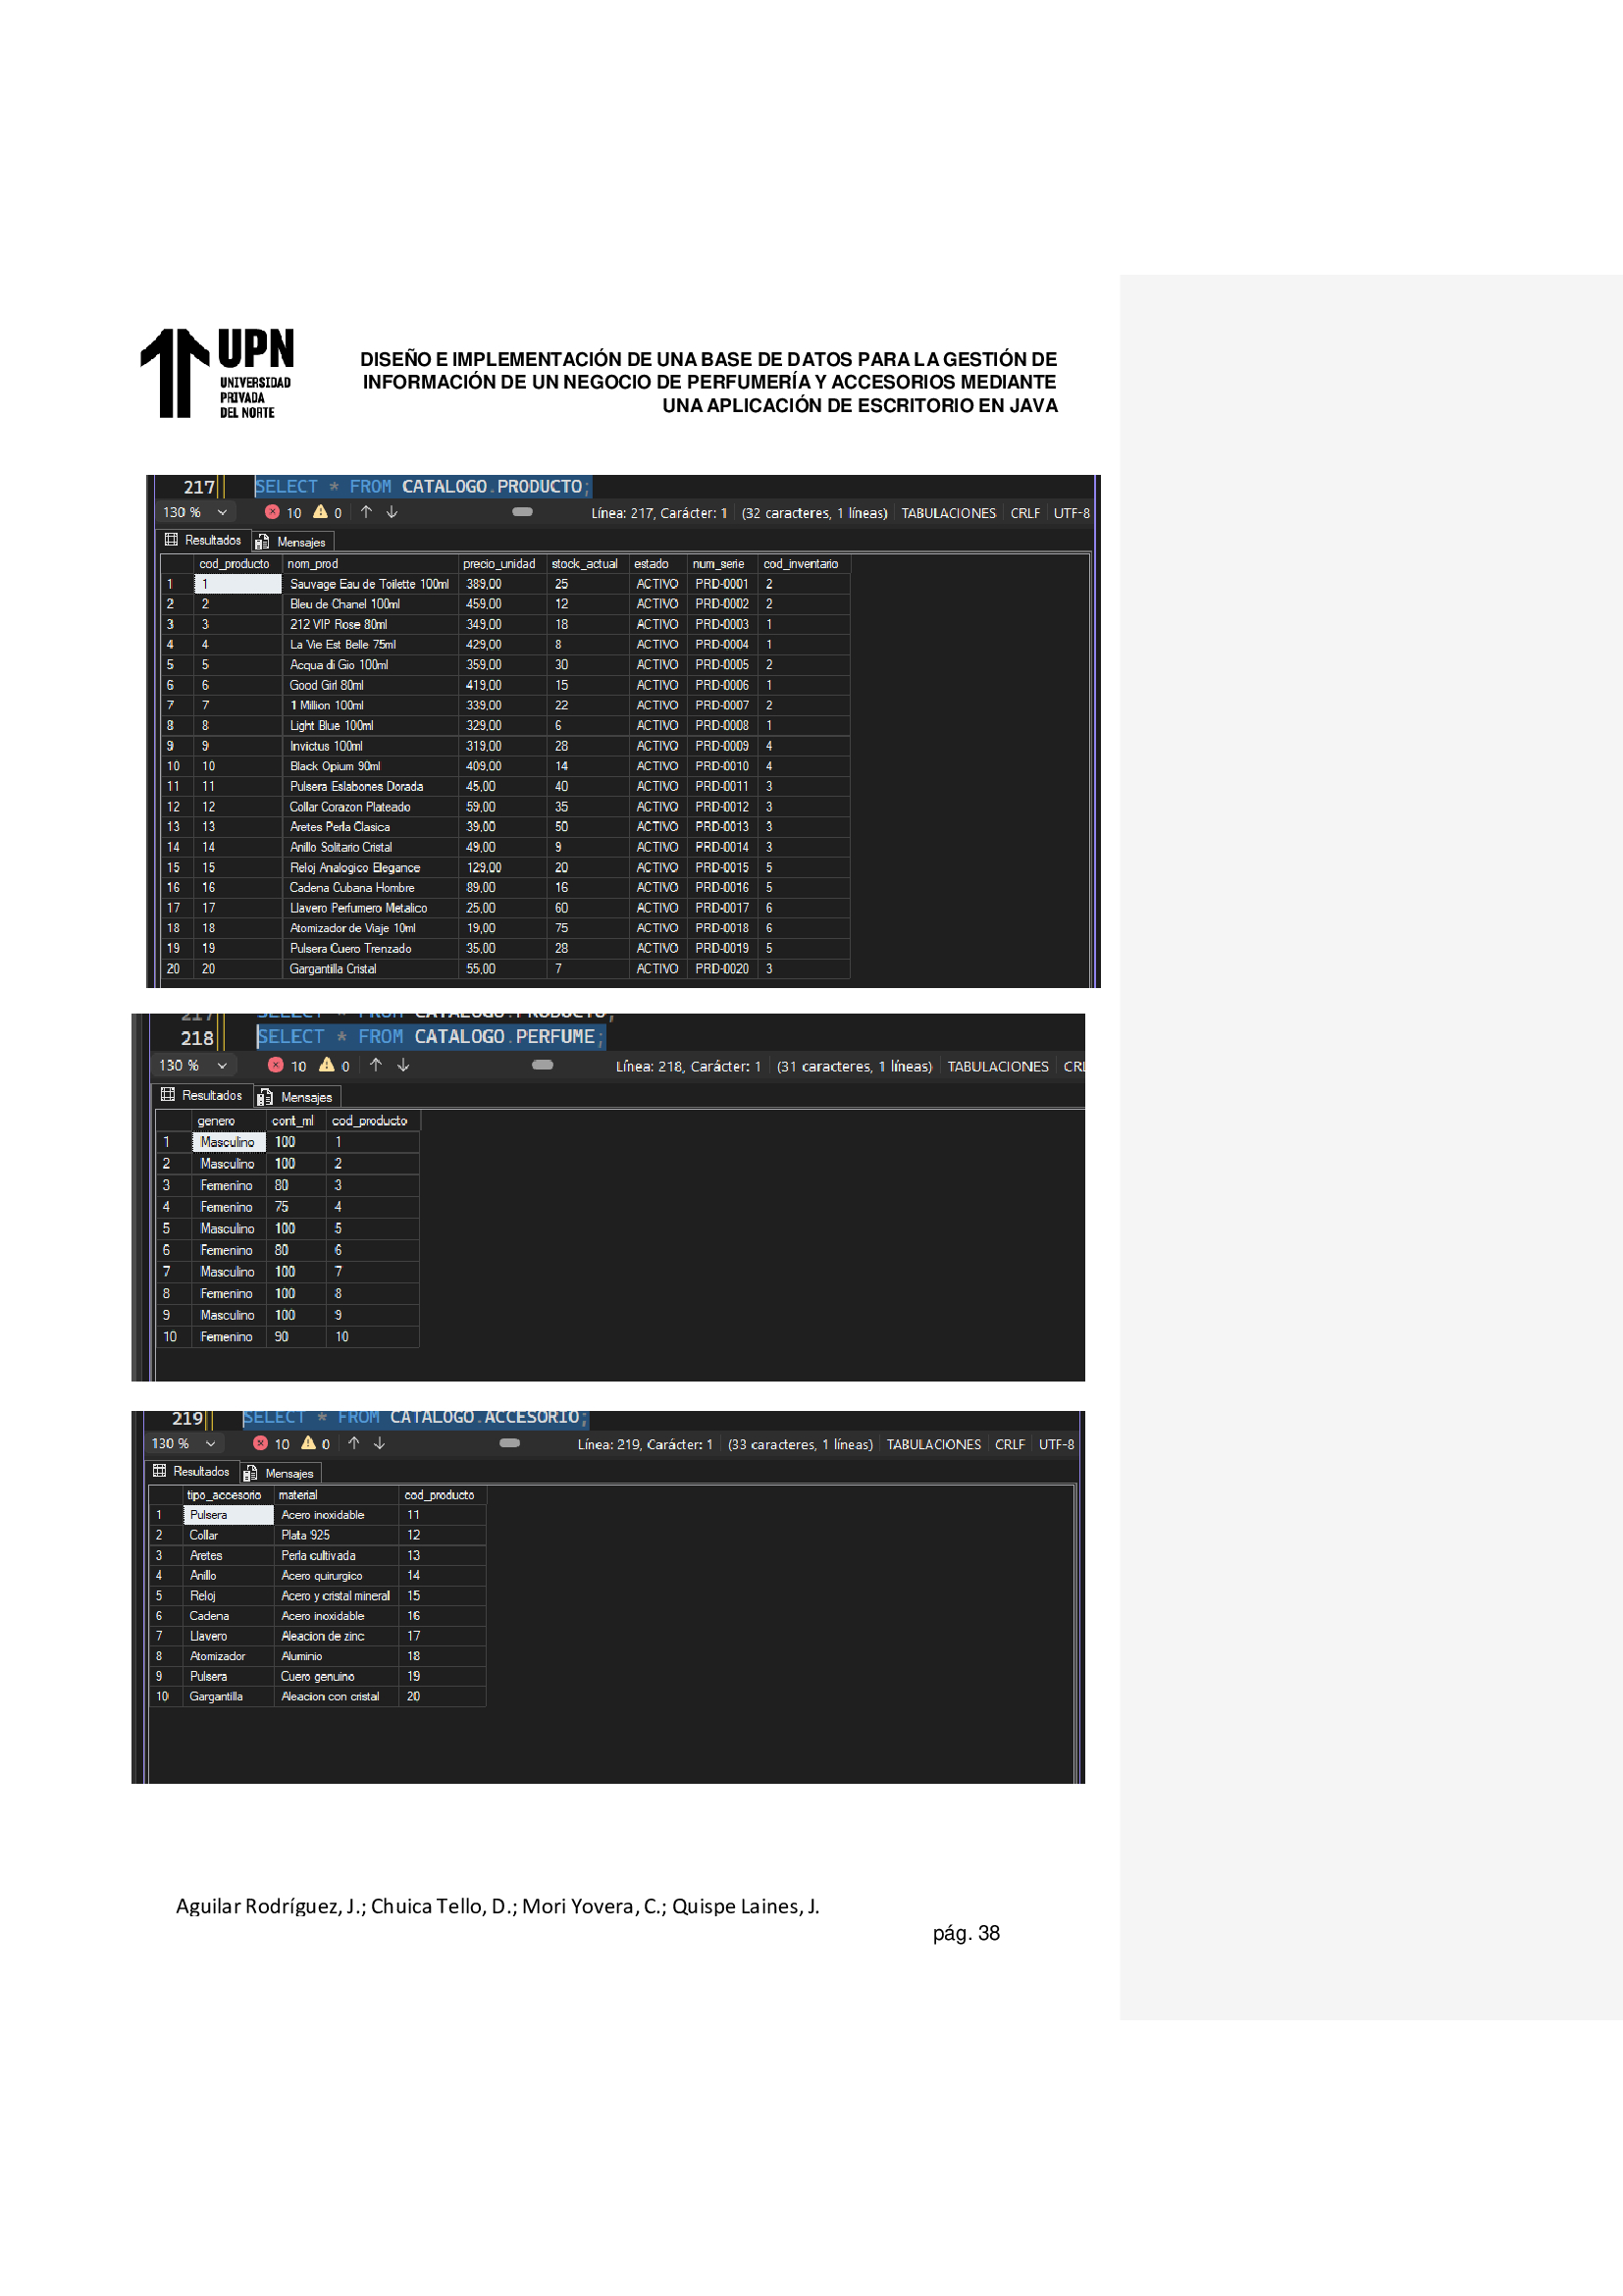 UPN
UNIVERSIDAD
PRIVADA
DEL NORTE
DISEÑO E IMPLEMENTACIÓN DE UNA BASE DE DATOS PARA LA GESTIÓN DE
INFORMACIÓN DE UN NEGOCIO DE PERFUMERÍA Y ACCESORIOS MEDIANTE
UNA APLICACIÓN DE ESCRITORIO EN JAVA
217 SELECT * FROM CATALOGO.PRODUCTO;
130 % 10 0 Línea: 217, Carácter: 1 (32 caracteres, 1 líneas) TABULACIONES CRLF UTF-8
Resultados Mensajes
cod_producto nom_prod precio_unidad stock_actual estado num_serie cod_inventario
1 1 Sauvage Eau de Toilette 100ml 389,00 25 ACTIVO PRD-0001 2
2 2 Bleu de Chanel 100ml 459,00 12 ACTIVO PRD-0002 2
3 3 212 VIP Rose 80ml 349,00 18 ACTIVO PRD-0003 1
4 4 La Vie Est Belle 75ml 429,00 8 ACTIVO PRD-0004 1
5 5 Acqua di Gio 100ml 359,00 30 ACTIVO PRD-0005 2
6 6 Good Girl 80ml 419,00 15 ACTIVO PRD-0006 1
7 7 1 Million 100ml 339,00 22 ACTIVO PRD-0007 2
8 8 Light Blue 100ml 329,00 6 ACTIVO PRD-0008 1
9 9 Invictus 100ml 319,00 28 ACTIVO PRD-0009 4
10 10 Black Opium 90ml 409,00 14 ACTIVO PRD-0010 4
11 11 Pulsera Eslabones Dorada 45,00 40 ACTIVO PRD-0011 3
12 12 Collar Corazon Plateado 59,00 35 ACTIVO PRD-0012 3
13 13 Aretes Perla Clasica 39,00 50 ACTIVO PRD-0013 3
14 14 Anillo Solitario Cristal 49,00 9 ACTIVO PRD-0014 3
15 15 Reloj Analogico Elegance 129,00 20 ACTIVO PRD-0015 5
16 16 Cadena Cubana Hombre 89,00 16 ACTIVO PRD-0016 5
17 17 Llavero Perfumero Metalico 25,00 60 ACTIVO PRD-0017 6
18 18 Atomizador de Viaje 10ml 19,00 75 ACTIVO PRD-0018 6
19 19 Pulsera Cuero Trenzado 35,00 28 ACTIVO PRD-0019 5
20 20 Gargantilla Cristal 55,00 7 ACTIVO PRD-0020 3
217 SELECT * FROM CATALOGO.PRODUCTO;
218 SELECT * FROM CATALOGO.PERFUME;
130 % 10 0 Línea: 218, Carácter: 1 (31 caracteres, 1 líneas) TABULACIONES CRL
Resultados Mensajes
genero cont_ml cod_producto
1 Masculino 100 1
2 Masculino 100 2
3 Femenino 80 3
4 Femenino 75 4
5 Masculino 100 5
6 Femenino 80 6
7 Masculino 100 7
8 Femenino 100 8
9 Masculino 100 9
10 Femenino 90 10
219 SELECT * FROM CATALOGO.ACCESORIO;
130 % 10 0 Línea: 219, Carácter: 1 (33 caracteres, 1 líneas) TABULACIONES CRLF UTF-8
Resultados Mensajes
tipo_accesorio material cod_producto
1 Pulsera Acero inoxidable 11
2 Collar Plata 925 12
3 Aretes Perla cultivada 13
4 Anillo Acero quirurgico 14
5 Reloj Acero y cristal mineral 15
6 Cadena Acero inoxidable 16
7 Llavero Aleacion de zinc 17
8 Atomizador Aluminio 18
9 Pulsera Cuero genuino 19
10 Gargantilla Aleacion con cristal 20
Aguilar Rodríguez, J.; Chuica Tello, D.; Mori Yovera, C.; Quispe Laines, J.
pág. 38